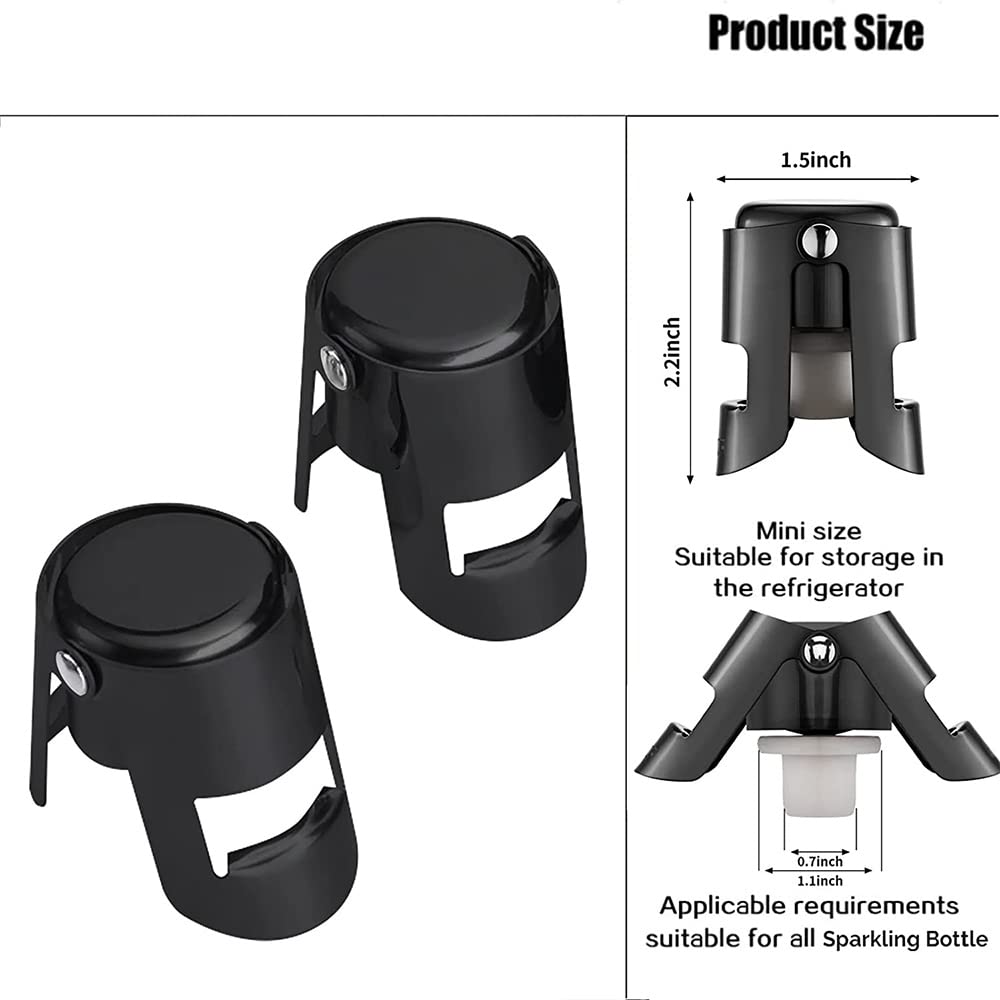 Product Size
1.5inch
2.2inch
Mini size
Suitable for storage in
the refrigerator
0.7inch
1.1inch
Applicable requirements
suitable for all Sparkling Bottle